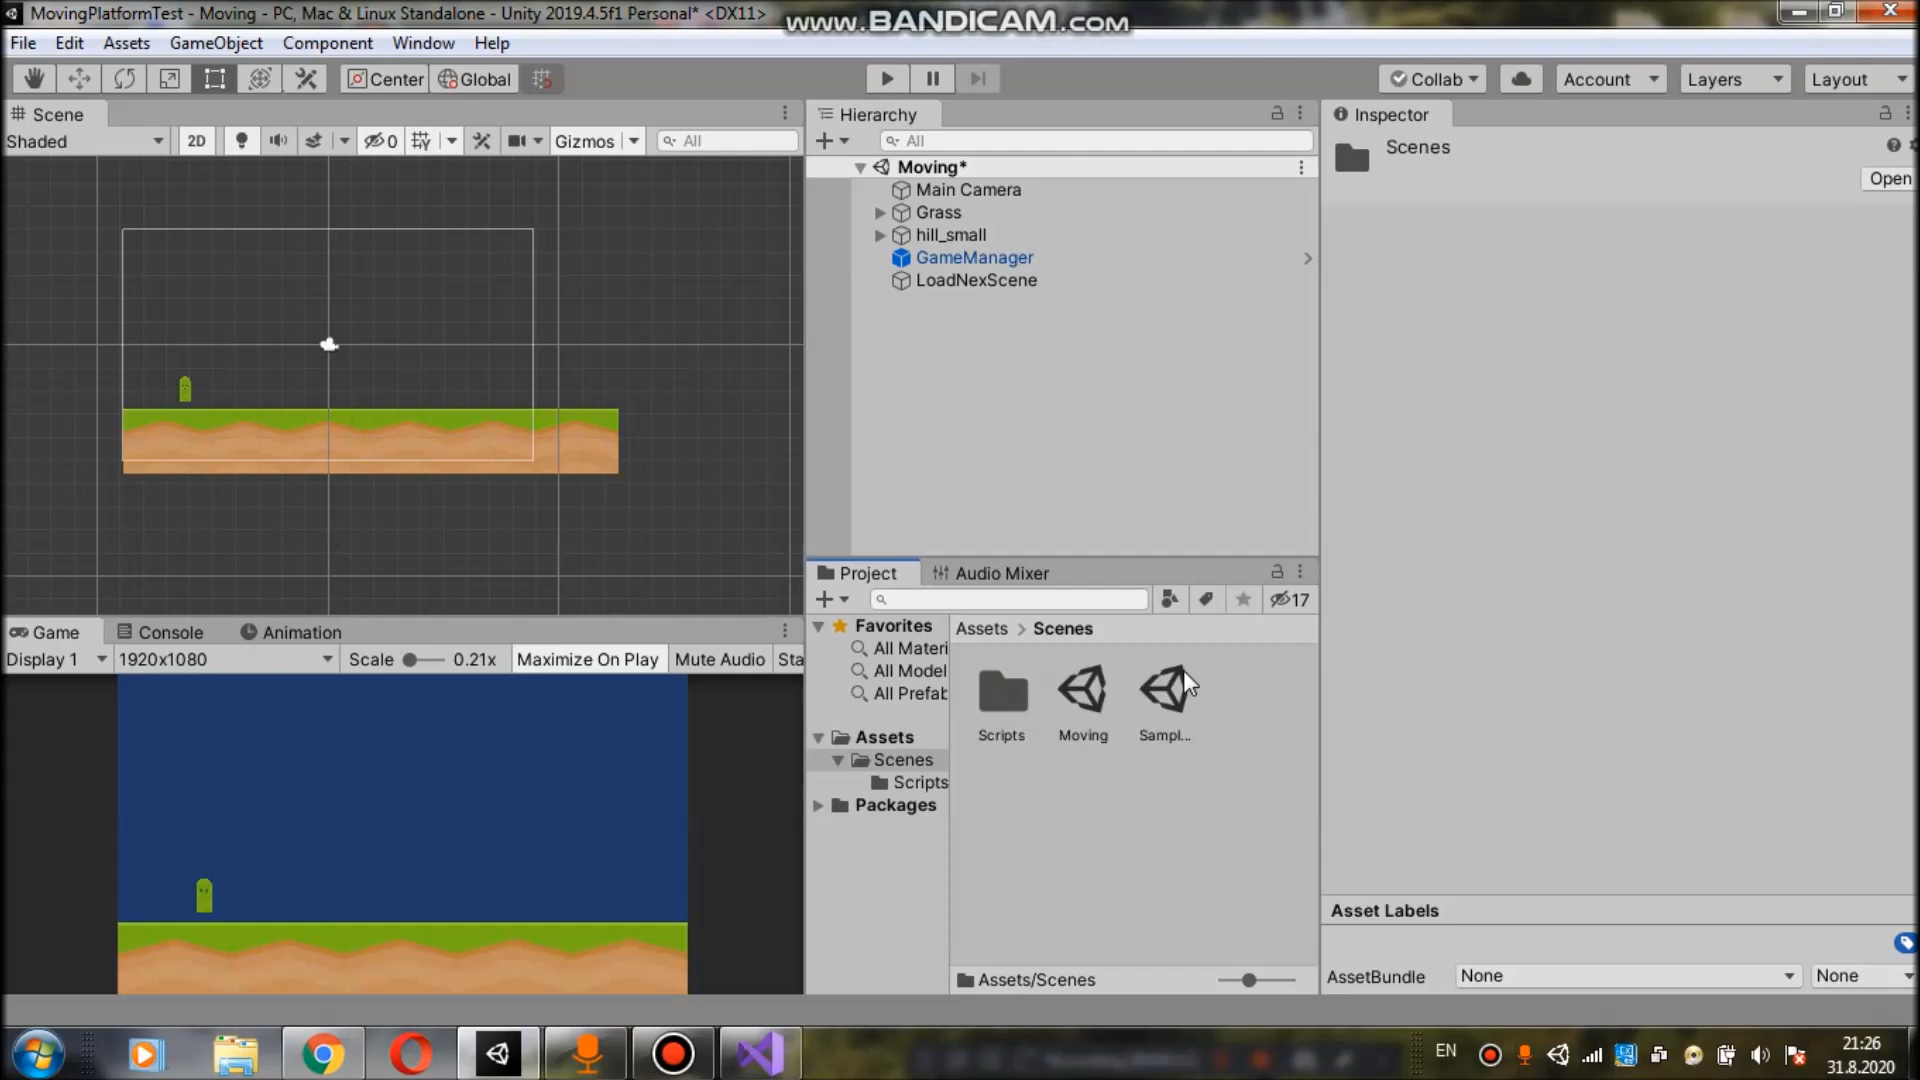 MovingPlatformTest - Moving - PC, Mac & Linux Standalone - Unity 2019.4.5f1 Personal* <DX11>
www.BANDICAM.com
File Edit Assets GameObject Component Window Help
Center Global Collab Account Layers Layout
Scene
Shaded 2D 0 Gizmos All
Hierarchy
All
Moving*
Main Camera
Grass
hill_small
GameManager
LoadNexScene
Inspector
Scenes
Open
Project Audio Mixer
17
Favorites
All Materi
All Model
All Prefab
Assets
Scenes
Scripts
Packages
Assets > Scenes
Scripts Moving Sampl...
Assets/Scenes
Game Console Animation
Display 1 1920x1080 Scale 0.21x Maximize On Play Mute Audio Sta
Asset Labels
AssetBundle None None
EN
21:26
31.8.2020